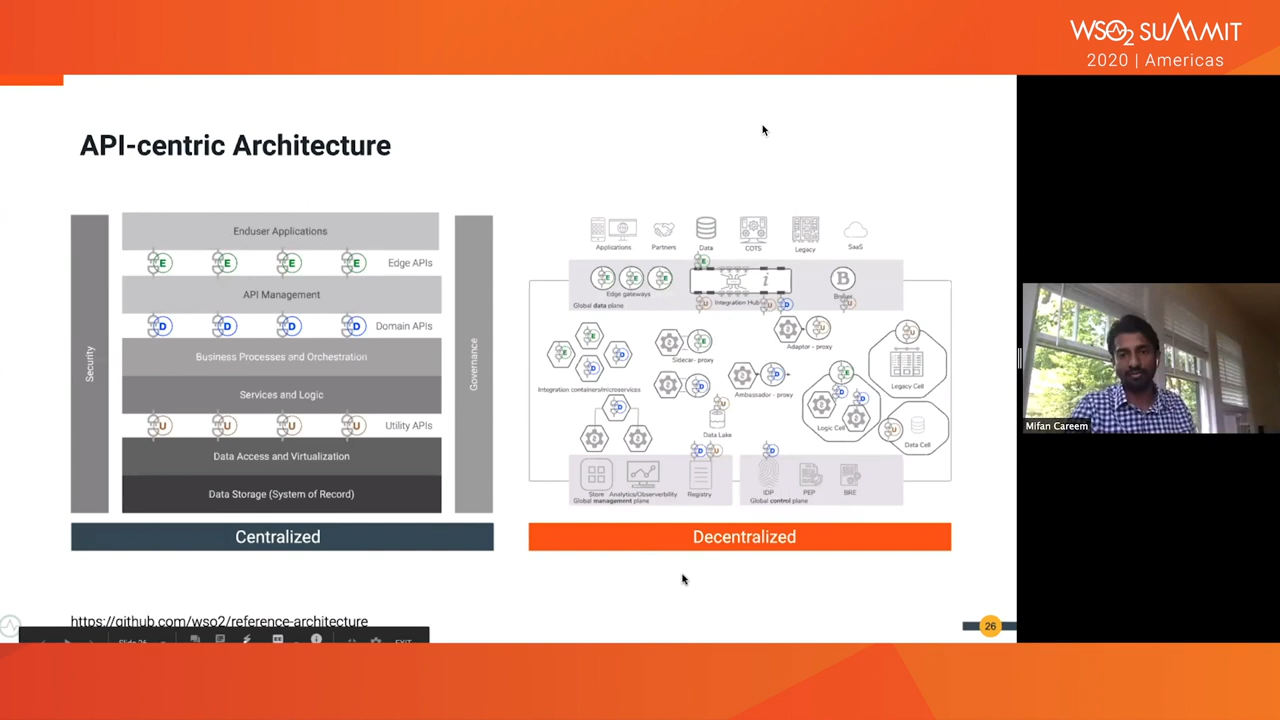 WSO2 SUMMIT
2020 | Americas
API-centric Architecture
Security
Enduser Applications
E E E E Edge APIs
API Management
D D D D Domain APIs
Business Processes and Orchestration
Services and Logic
U U U U Utility APIs
Data Access and Virtualization
Data Storage (System of Record)
Governance
Centralized
Applications Partners Data COTS Legacy SaaS
E
E E E i B
Edge gateways Integration Hub
Global data plane U U D U
E E D D
Integration containers/microservices
E
Sidecar- proxy
D
U
Adaptor - proxy
D
Ambassador - proxy
U
Legacy Cell
E
D D
Logic Cell
U
Data Cell
D
U
Data Lake
D U D
Store Analytics/Observerbility Registry
Global management plane
IDP PEP BRE
Global control plane
Decentralized
https://github.com/wso2/reference-architecture
26
Mifan Careem